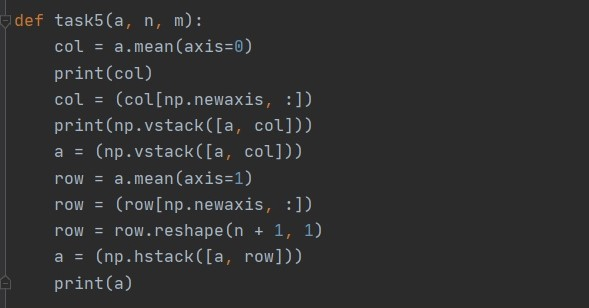 def task5(a, n, m):
    col = a.mean(axis=0)
    print(col)
    col = (col[np.newaxis, :])
    print(np.vstack([a, col]))
    a = (np.vstack([a, col]))
    row = a.mean(axis=1)
    row = (row[np.newaxis, :])
    row = row.reshape(n + 1, 1)
    a = (np.hstack([a, row]))
    print(a)